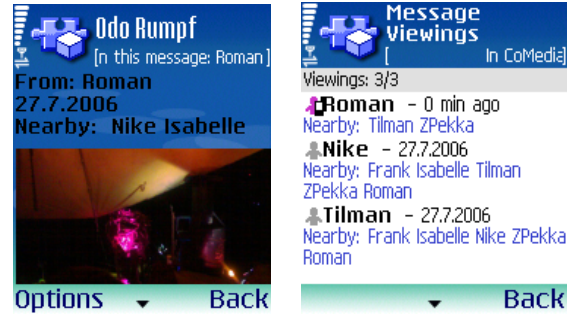 Odo Rumpf
[n this message: Roman]
From: Roman
27.7.2006
Nearby: Nike Isabelle
Options
Back
Message
Viewings
[ In CoMedia]
Viewings: 3/3
Roman - 0 min ago
Nearby: Tilman ZPekka
Nike - 27.7.2006
Nearby: Frank Isabelle Tilman
ZPekka Roman
Tilman - 27.7.2006
Nearby: Frank Isabelle Nike ZPekka
Roman
Back